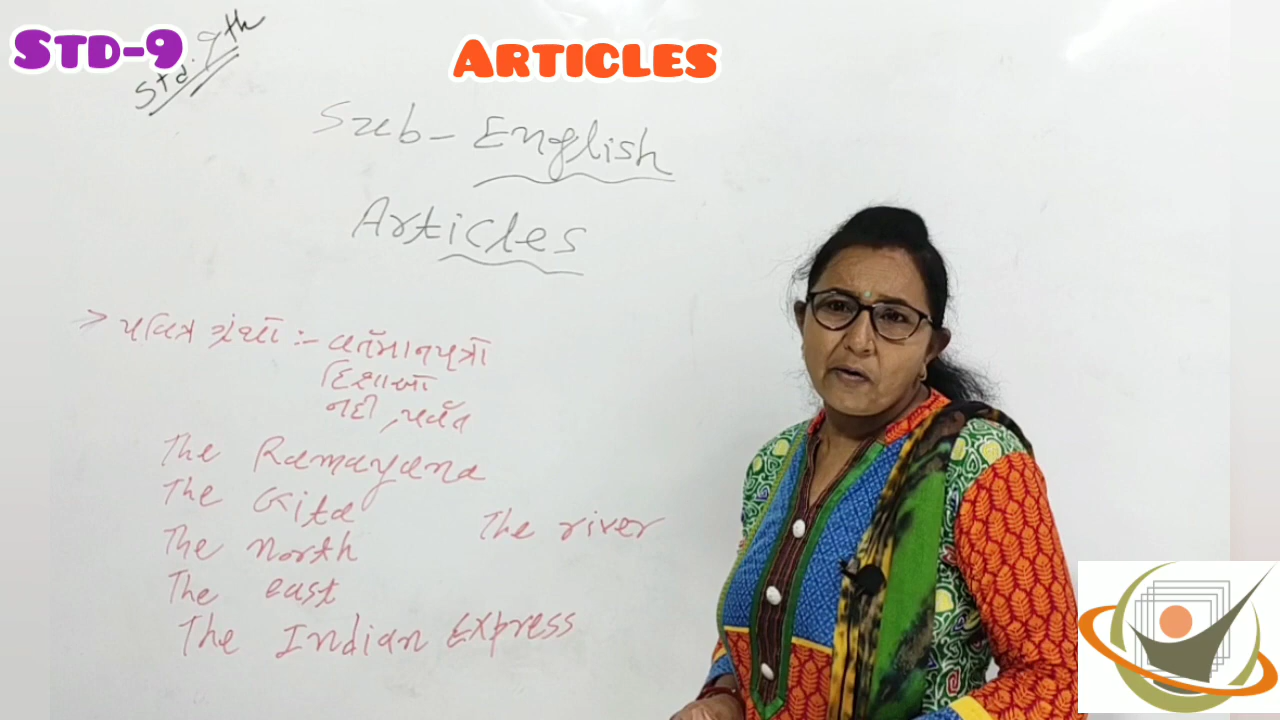 STD-9
Std. 9th
ARTICLES
Sub- English
Articles
> પવિત્ર ગ્રંથો :- વર્તમાનપત્રો
દિશાઓ
નદી, પર્વત
The Ramayana
The Gita
The north
The river
The east
The Indian Express